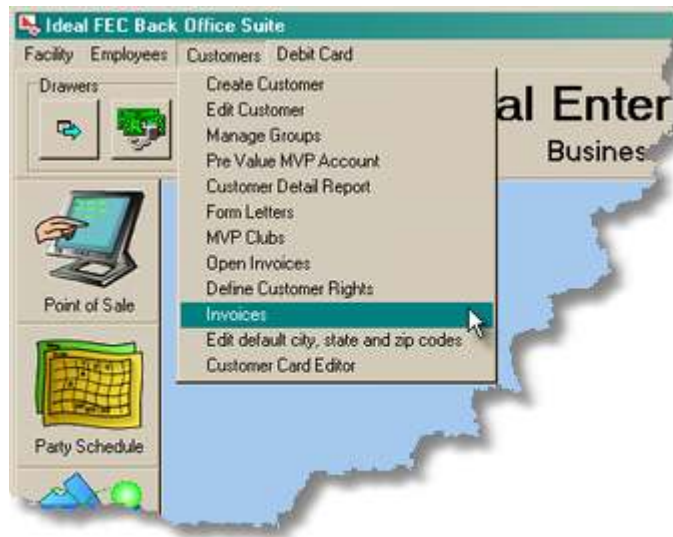 Ideal FEC Back Office Suite
Facility Employees Customers Debit Card
Drawers
Create Customer
Edit Customer
Manage Groups
Pre Value MVP Account
Customer Detail Report
Form Letters
MVP Clubs
Open Invoices
Define Customer Rights
Invoices
Edit default city, state and zip codes
Customer Card Editor
al Enter
Busines
Point of Sale
Party Schedule